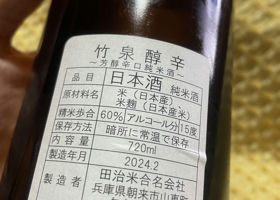 竹泉醇辛
～芳醇辛口純米酒～
品目 日本酒 純米酒
原材料名 米（日本産）、
米麹（日本産米）
精米歩合 60% アルコール分 15度
保存方法 暗所に常温で保存
内容量 720ml
製造年月 2024.2
製造者 田治米合名会社
兵庫県朝来市山東町